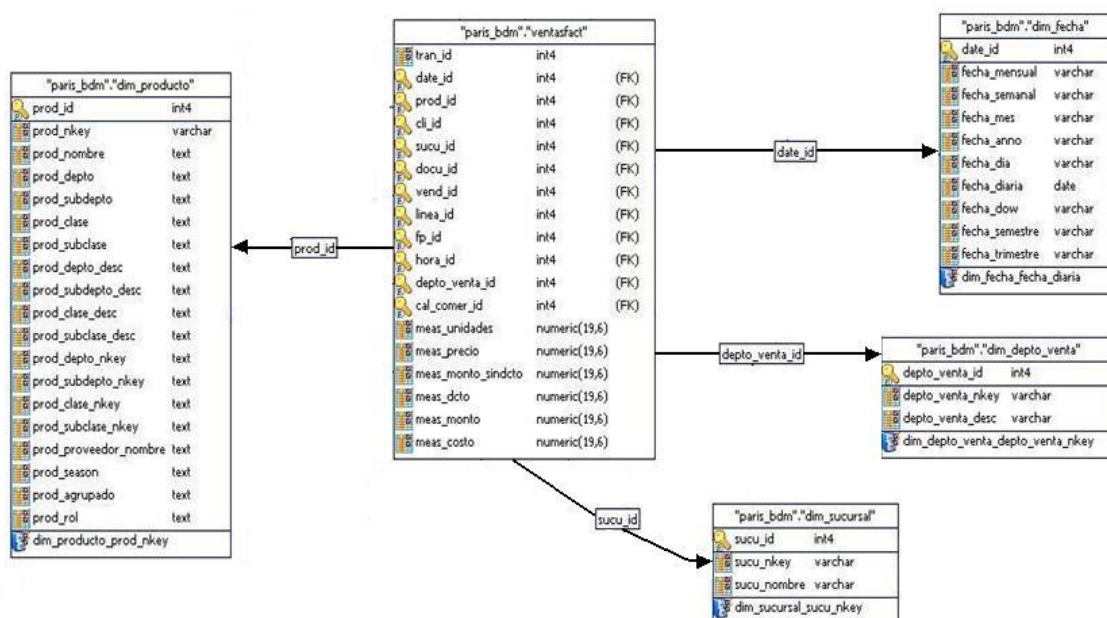 "paris_bdm"."dim_producto"
prod_id int4
prod_nkey varchar
prod_nombre text
prod_depto text
prod_subdepto text
prod_clase text
prod_subclase text
prod_depto_desc text
prod_subdepto_desc text
prod_clase_desc text
prod_subclase_desc text
prod_depto_nkey text
prod_subdepto_nkey text
prod_clase_nkey text
prod_subclase_nkey text
prod_proveedor_nombre text
prod_season text
prod_agrupado text
prod_rol text
dim_producto_prod_nkey
prod_id
"paris_bdm"."ventasfact"
tran_id int4
date_id int4 (FK)
prod_id int4 (FK)
cli_id int4 (FK)
sucu_id int4 (FK)
docu_id int4 (FK)
vend_id int4 (FK)
linea_id int4 (FK)
fp_id int4 (FK)
hora_id int4 (FK)
depto_venta_id int4 (FK)
cal_comer_id int4 (FK)
meas_unidades numeric(19,6)
meas_precio numeric(19,6)
meas_monto_sindcto numeric(19,6)
meas_dcto numeric(19,6)
meas_monto numeric(19,6)
meas_costo numeric(19,6)
date_id
"paris_bdm"."dim_fecha"
date_id int4
fecha_mensual varchar
fecha_semanal varchar
fecha_mes varchar
fecha_anno varchar
fecha_dia varchar
fecha_diaria date
fecha_dow varchar
fecha_semestre varchar
fecha_trimestre varchar
dim_fecha_fecha_diaria
depto_venta_id
"paris_bdm"."dim_depto_venta"
depto_venta_id int4
depto_venta_nkey varchar
depto_venta_desc varchar
dim_depto_venta_depto_venta_nkey
sucu_id
"paris_bdm"."dim_sucursal"
sucu_id int4
sucu_nkey varchar
sucu_nombre varchar
dim_sucursal_sucu_nkey